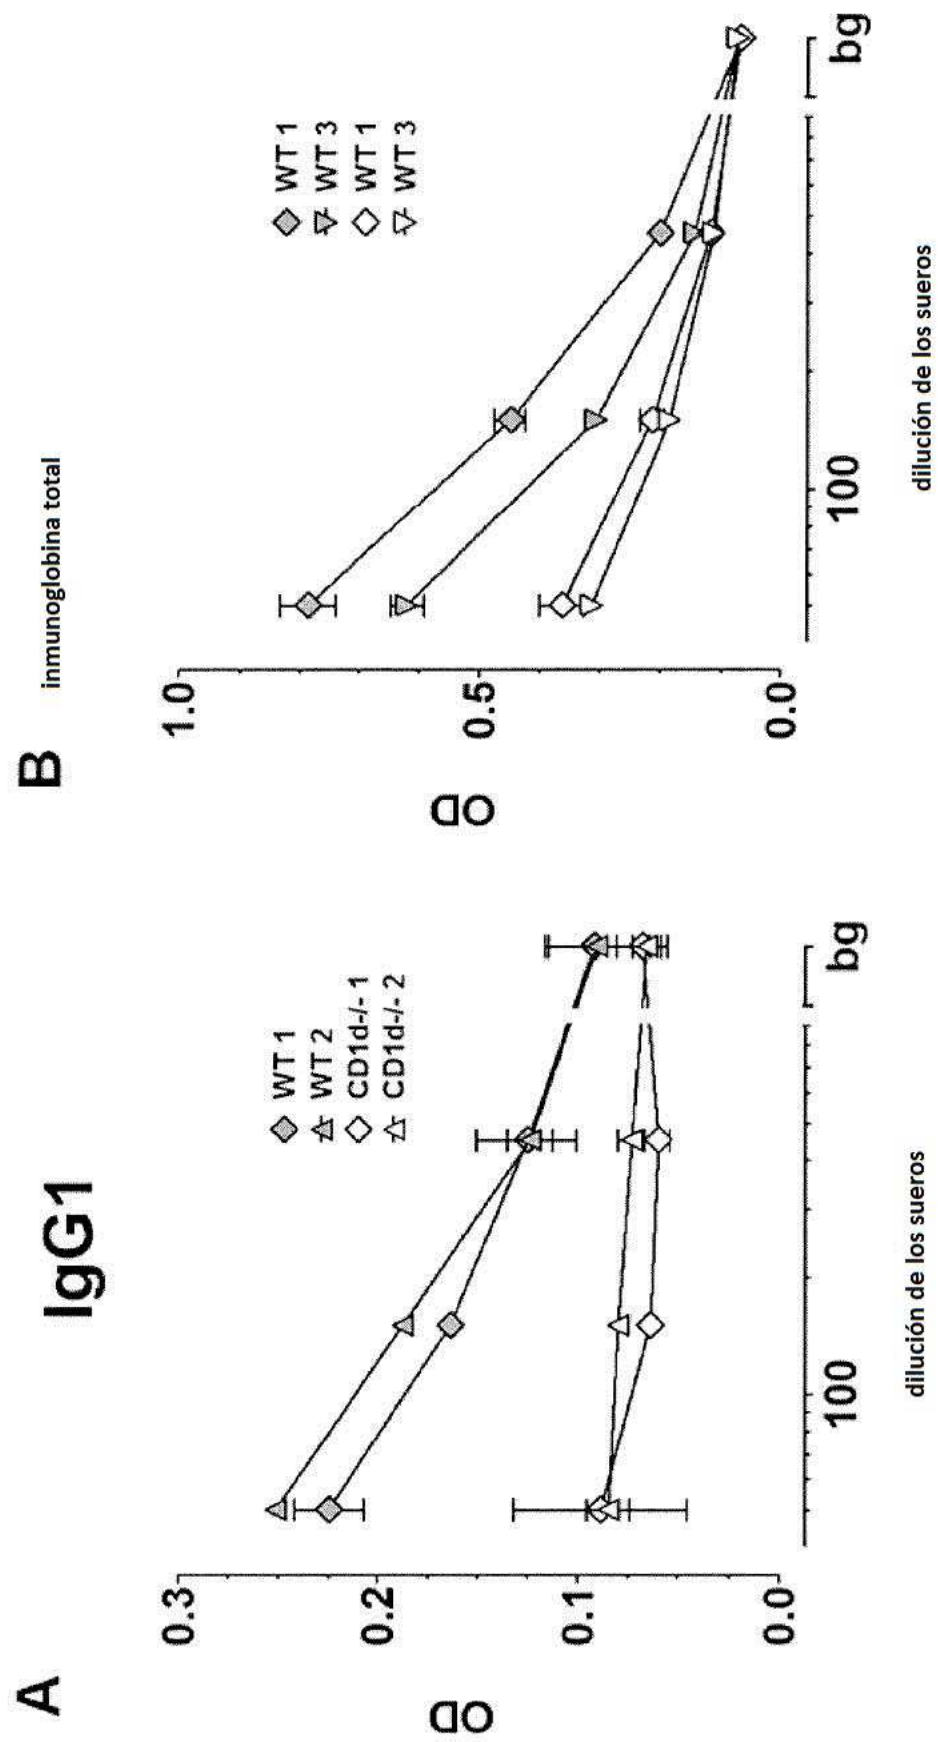 A
IgG1
OD
0.3
0.2
0.1
0.0
WT 1
WT 2
CD1d-/- 1
CD1d-/- 2
100
bg
dilución de los sueros
B
inmunoglobina total
OD
1.0
0.5
0.0
WT 1
WT 3
WT 1
WT 3
100
bg
dilución de los sueros